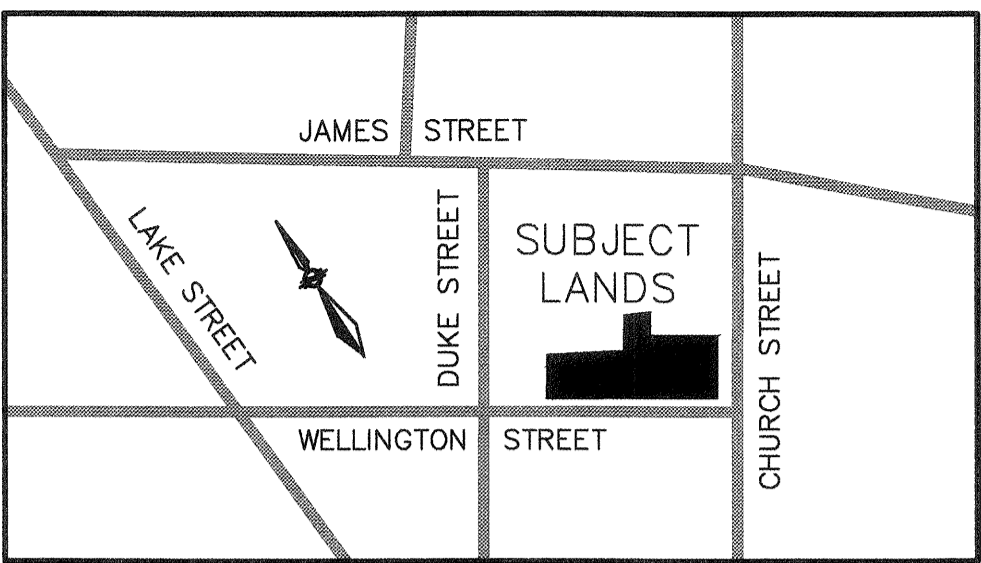 JAMES STREET
LAKE STREET
DUKE STREET
SUBJECT
LANDS
CHURCH STREET
WELLINGTON STREET